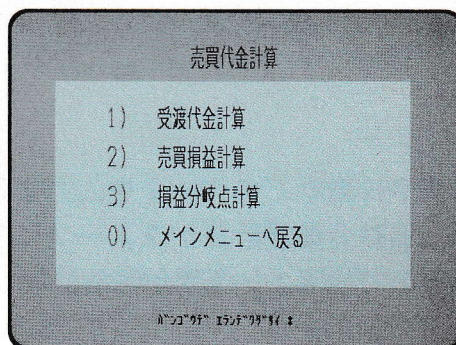 売買代金計算
1) 受渡代金計算
2) 売買損益計算
3) 損益分岐点計算
0) メインメニューへ戻る
バンゴウデ エランデクダサイ